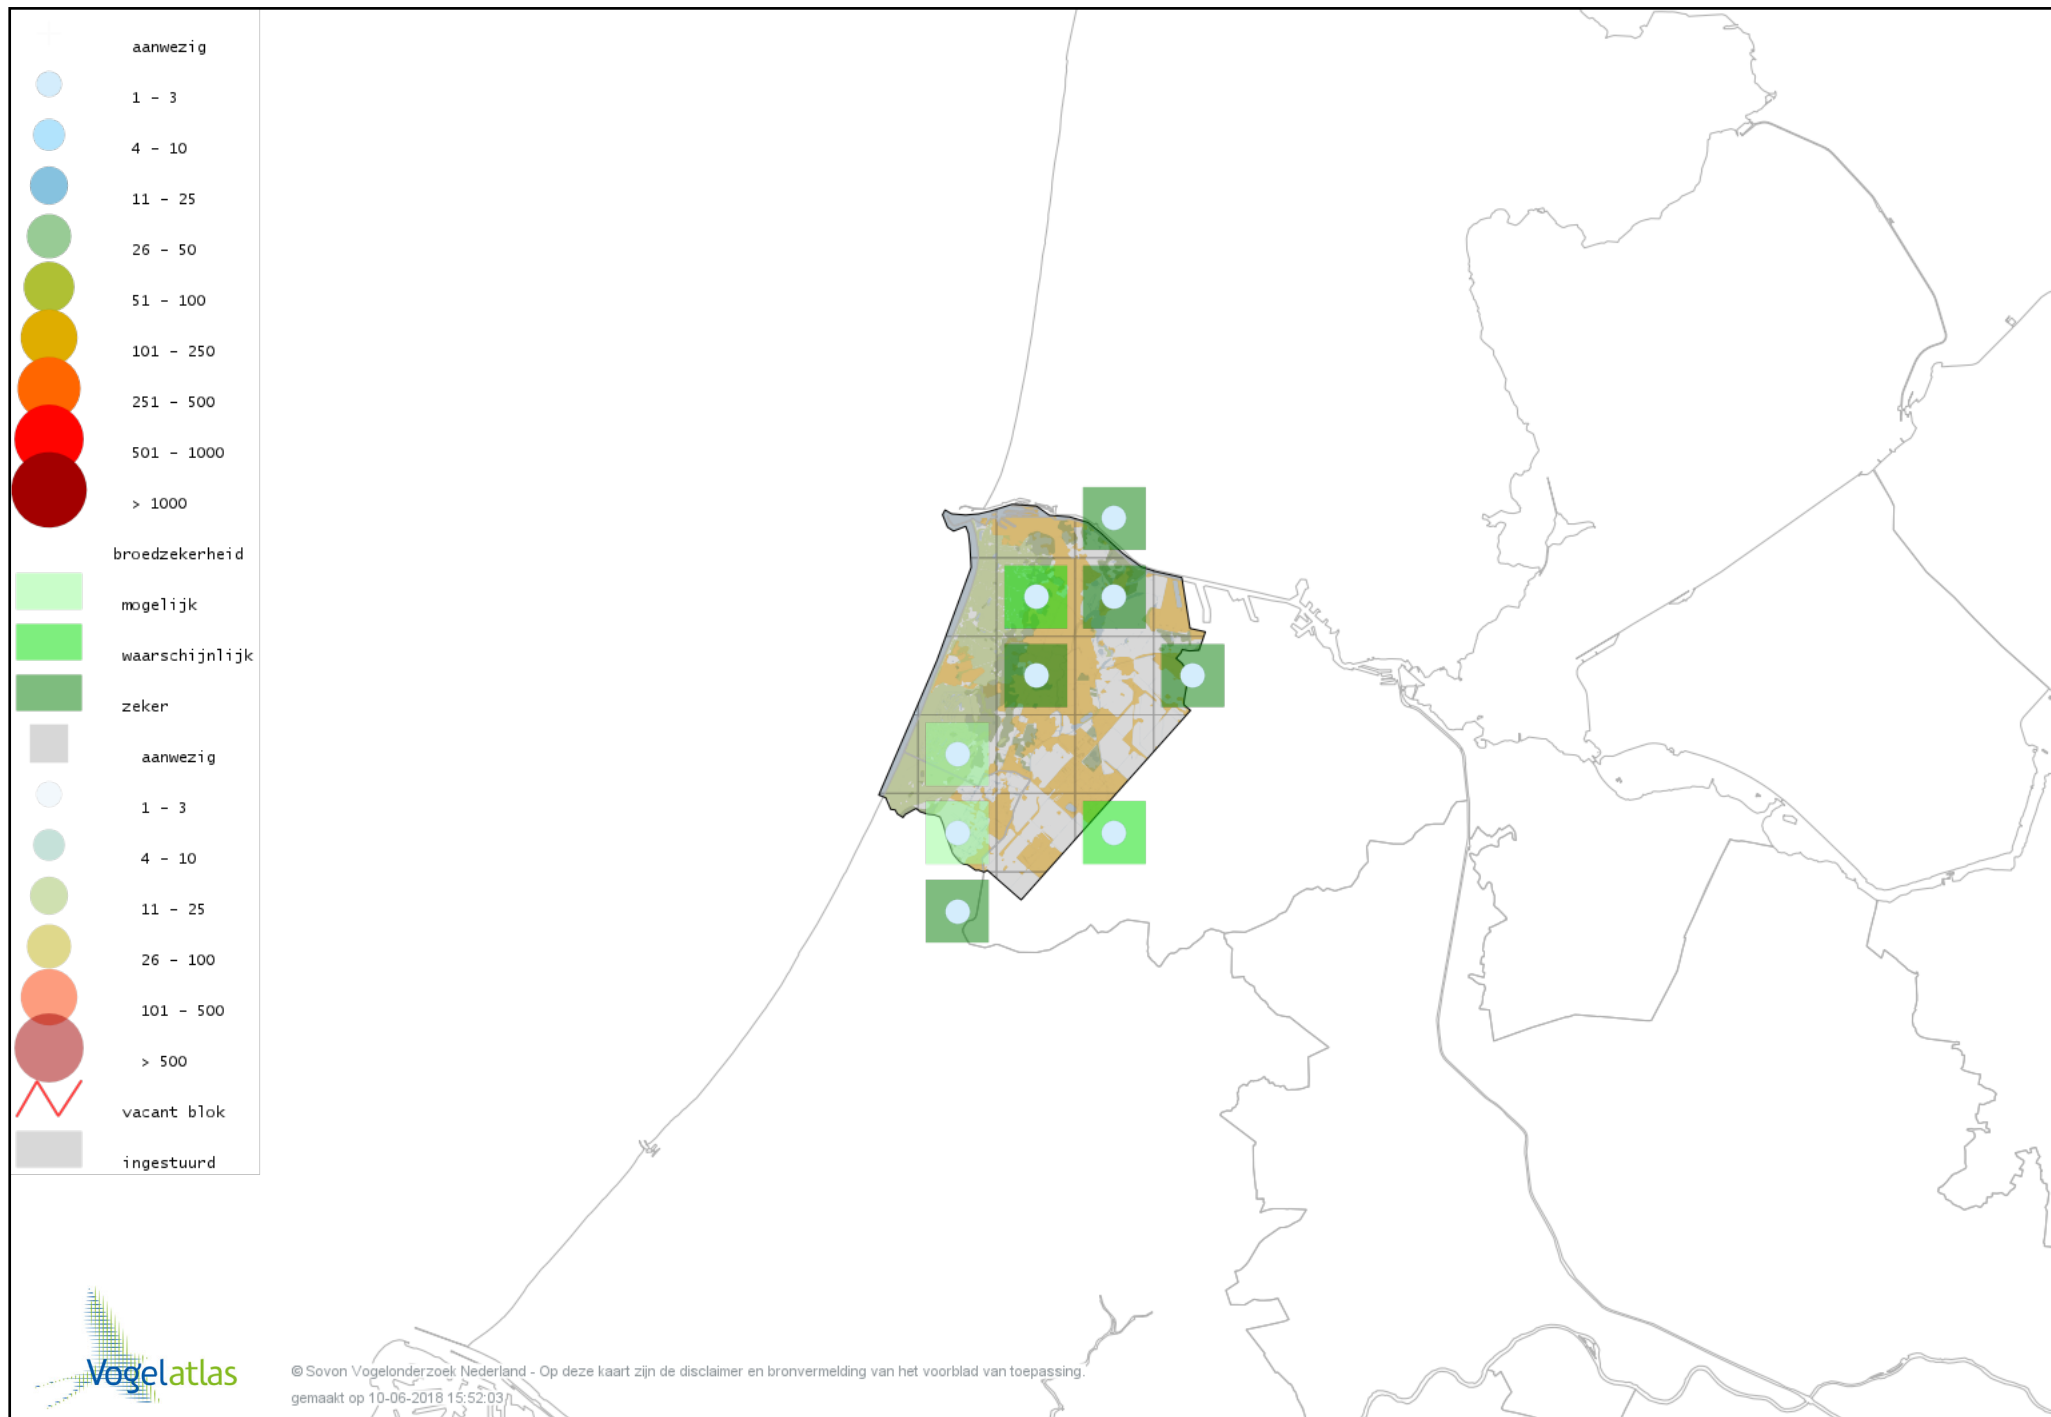 aanwezig
1 - 3
4 - 10
11 - 25
26 - 50
51 - 100
101 - 250
251 - 500
501 - 1000
> 1000
broedzekerheid
mogelijk
waarschijnlijk
zeker
aanwezig
1 - 3
4 - 10
11 - 25
26 - 100
101 - 500
> 500
vacant blok
ingestuurd
Vogelatlas
© Sovon Vogelonderzoek Nederland - Op deze kaart zijn de disclaimer en bronvermelding van het voorblad van toepassing.
gemaakt op 10-06-2018 15:52:03